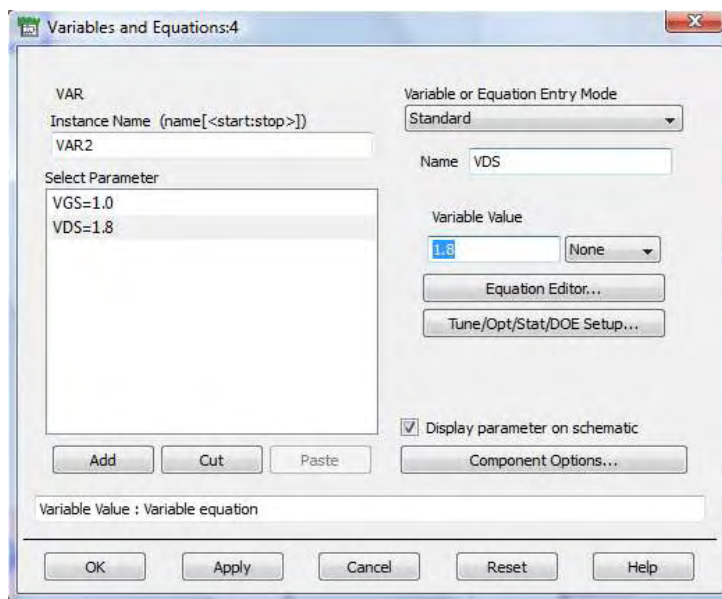 Variables and Equations:4
VAR
Instance Name (name[<start:stop>])
VAR2
Select Parameter
VGS=1.0
VDS=1.8
Add
Cut
Paste
Variable or Equation Entry Mode
Standard
Name
VDS
Variable Value
1.8
None
Equation Editor...
Tune/Opt/Stat/DOE Setup...
Display parameter on schematic
Component Options...
Variable Value : Variable equation
OK
Apply
Cancel
Reset
Help